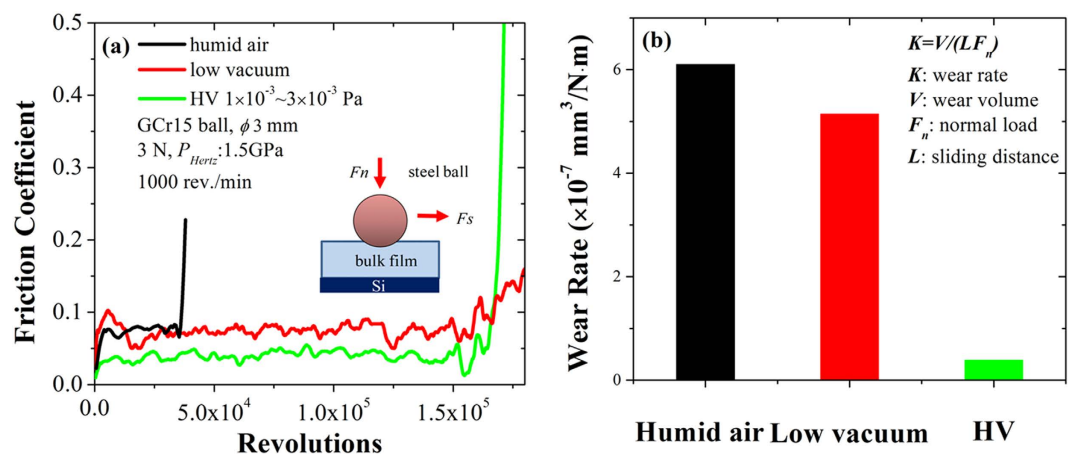 (a)
humid air
low vacuum
HV 1×10⁻³~3×10⁻³ Pa
GCr15 ball, ϕ 3 mm
3 N, P_Hertz:1.5GPa
1000 rev./min
Fn
steel ball
Fs
bulk film
Si
Friction Coefficient
0.5
0.4
0.3
0.2
0.1
0.0
0.0
5.0x10⁴
1.0x10⁵
1.5x10⁵
Revolutions
(b)
K=V/(LF_n)
K: wear rate
V: wear volume
F_n: normal load
L: sliding distance
Wear Rate (×10⁻⁷ mm³/N·m)
6
4
2
0
Humid air
Low vacuum
HV